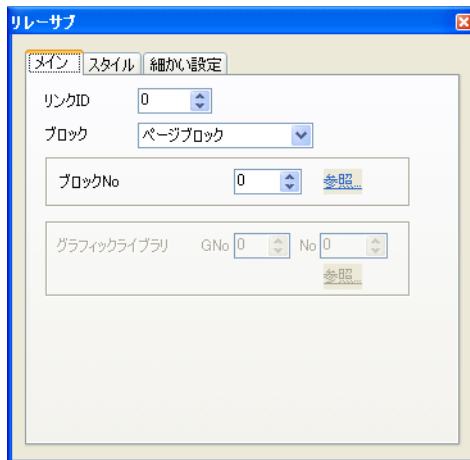 リレーサブ
メイン スタイル 細かい設定
リンクID 0
ブロック ページブロック
ブロックNo 0 参照...
グラフィックライブラリ GNo 0 No 0
参照...